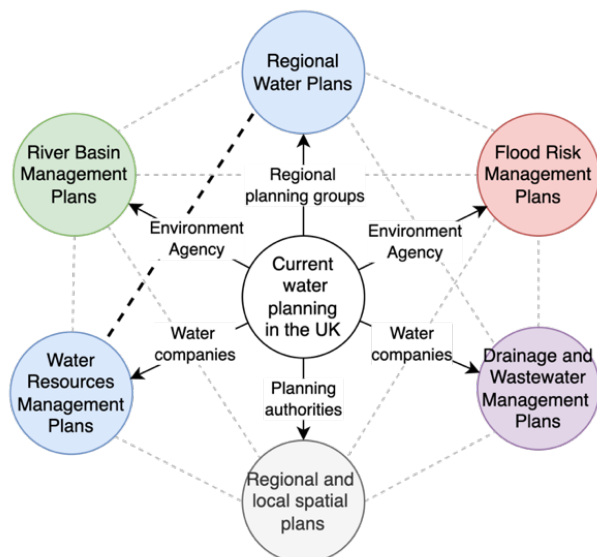 Regional
Water Plans
River Basin
Management
Plans
Flood Risk
Management
Plans
Regional
planning groups
Environment
Agency
Environment
Agency
Current
water
planning
in the UK
Water
companies
Water
companies
Water
Resources
Management
Plans
Drainage and
Wastewater
Management
Plans
Planning
authorities
Regional and
local spatial
plans